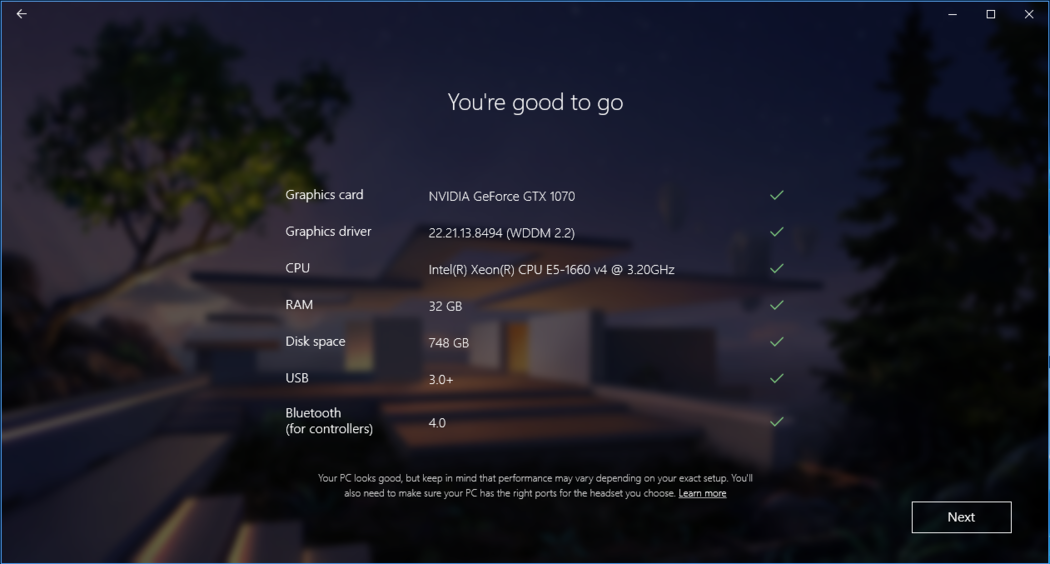 You're good to go
Graphics card NVIDIA GeForce GTX 1070
Graphics driver 22.21.13.8494 (WDDM 2.2)
CPU Intel(R) Xeon(R) CPU E5-1660 v4 @ 3.20GHz
RAM 32 GB
Disk space 748 GB
USB 3.0+
Bluetooth
(for controllers) 4.0
Your PC looks good, but keep in mind that performance may vary depending on your exact setup. You'll
also need to make sure your PC has the right ports for the headset you choose. Learn more
Next